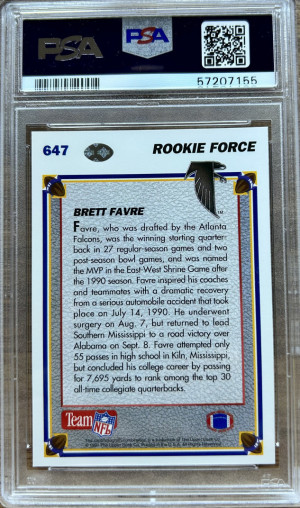 PSA PSA
57207155
647 ROOKIE FORCE
BRETT FAVRE
Favre, who was drafted by the Atlanta
Falcons, was the winning starting quarter-
back in 27 regular-season games and two
post-season bowl games, and was named
the MVP in the East-West Shrine Game after
the 1990 season. Favre inspired his coaches
and teammates with a dramatic recovery
from a serious automobile accident that took
place on July 14, 1990. He underwent
surgery on Aug. 7, but returned to lead
Southern Mississippi to a road victory over
Alabama on Sept. 8. Favre attempted only
55 passes in high school in Kiln, Mississippi,
but concluded his college career by passing
for 7,695 yards to rank among the top 30
all-time collegiate quarterbacks.
Team NFL